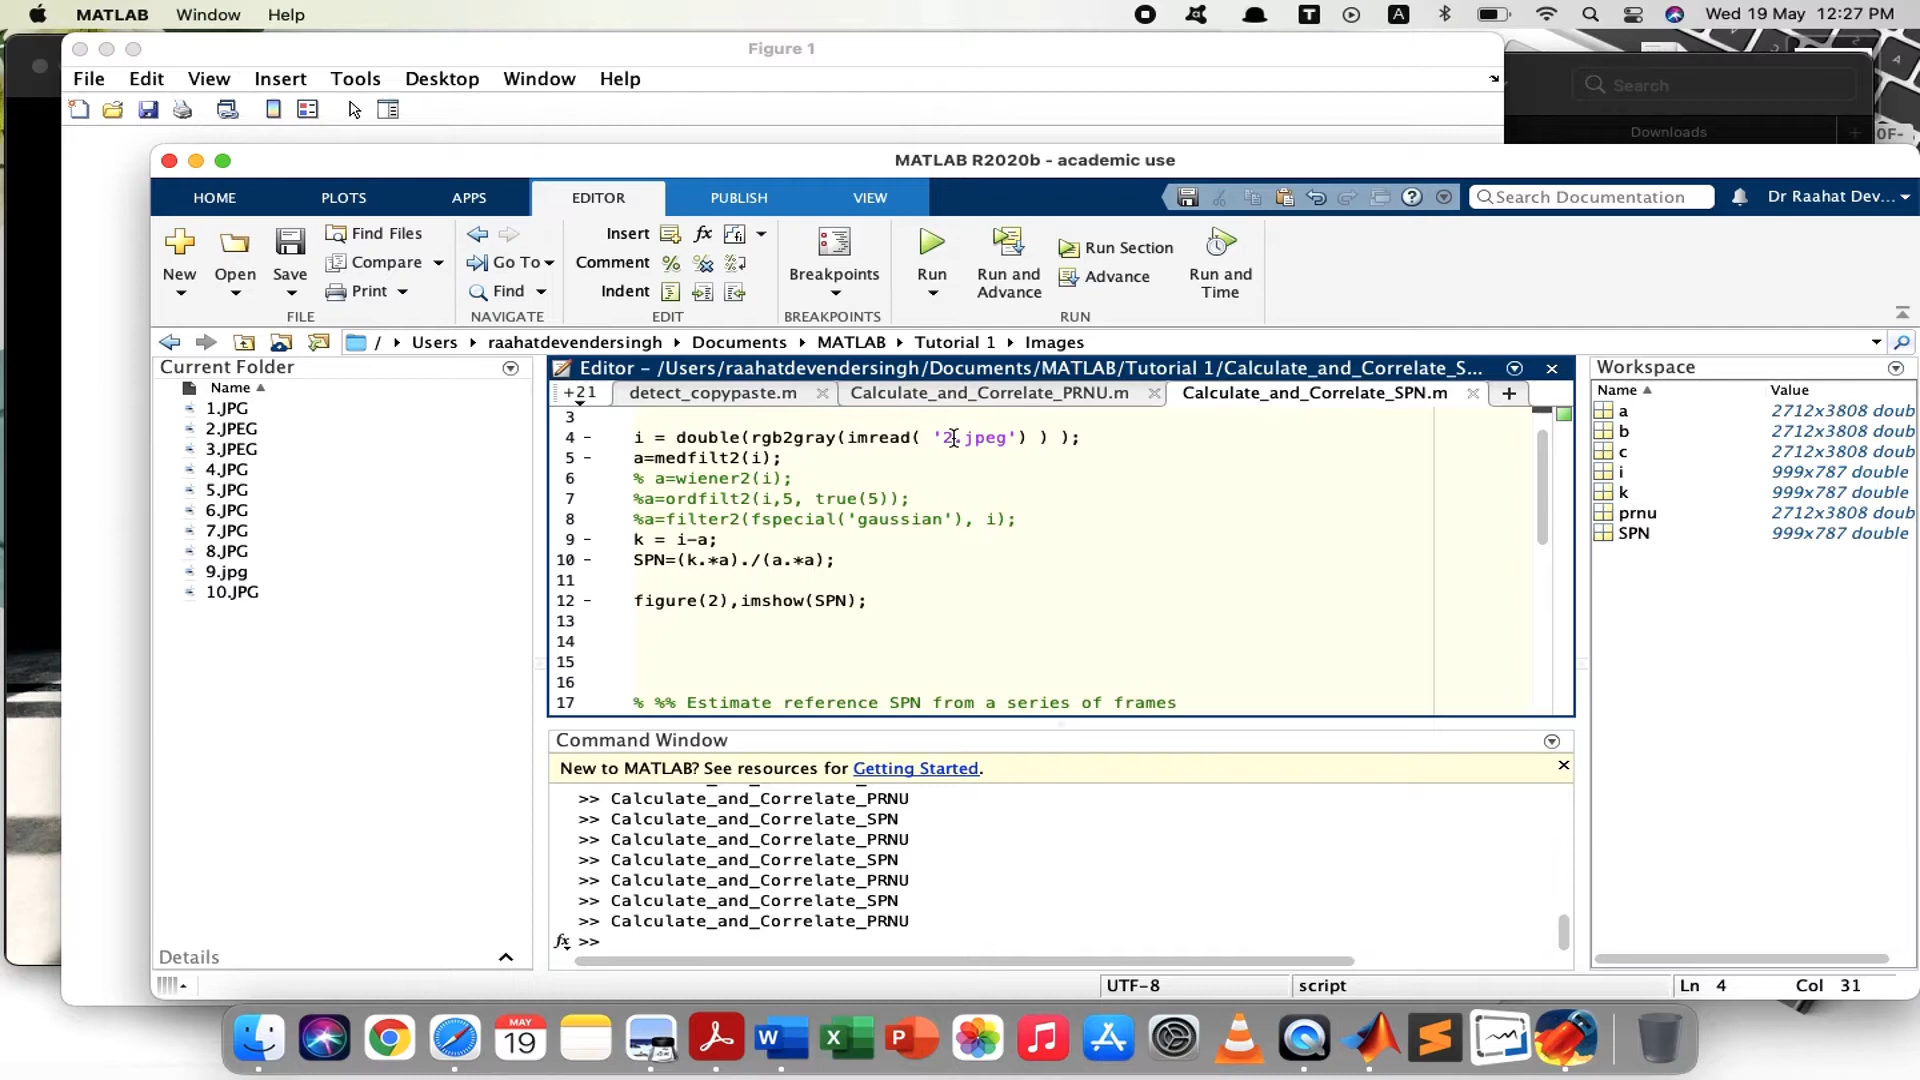 MATLAB Window Help
T A Wed 19 May 12:27 PM
Figure 1
File Edit View Insert Tools Desktop Window Help
Search
Downloads
0F-
MATLAB R2020b - academic use
HOME PLOTS APPS EDITOR PUBLISH VIEW
Search Documentation
Dr Raahat Dev...
New Open Save
Find Files
Compare
Print
Go To
Find
Insert fx
Comment
Indent
Breakpoints
Run
Run and
Advance
Run Section
Advance
Run and
Time
FILE NAVIGATE EDIT BREAKPOINTS RUN
/ Users raahatdevendersingh Documents MATLAB Tutorial 1 Images
Current Folder
Name
1.JPG
2.JPEG
3.JPEG
4.JPG
5.JPG
6.JPG
7.JPG
8.JPG
9.jpg
10.JPG
Details
Editor - /Users/raahatdevendersingh/Documents/MATLAB/Tutorial 1/Calculate_and_Correlate_S...
+21 detect_copypaste.m Calculate_and_Correlate_PRNU.m Calculate_and_Correlate_SPN.m
3
4 - i = double(rgb2gray(imread( '2.jpeg') ) );
5 - a=medfilt2(i);
6 % a=wiener2(i);
7 %a=ordfilt2(i,5, true(5));
8 %a=filter2(fspecial('gaussian'), i);
9 - k = i-a;
10 - SPN=(k.*a)./(a.*a);
11
12 - figure(2),imshow(SPN);
13
14
15
16
17 % %% Estimate reference SPN from a series of frames
Command Window
New to MATLAB? See resources for Getting Started.
>> Calculate_and_Correlate_PRNU
>> Calculate_and_Correlate_SPN
>> Calculate_and_Correlate_PRNU
>> Calculate_and_Correlate_SPN
>> Calculate_and_Correlate_PRNU
>> Calculate_and_Correlate_SPN
>> Calculate_and_Correlate_PRNU
fx >>
Workspace
Name Value
a 2712x3808 doub
b 2712x3808 doub
c 2712x3808 doub
i 999x787 double
k 999x787 double
prnu 2712x3808 doub
SPN 999x787 double
UTF-8 script Ln 4 Col 31
MAY
19
W X P A S